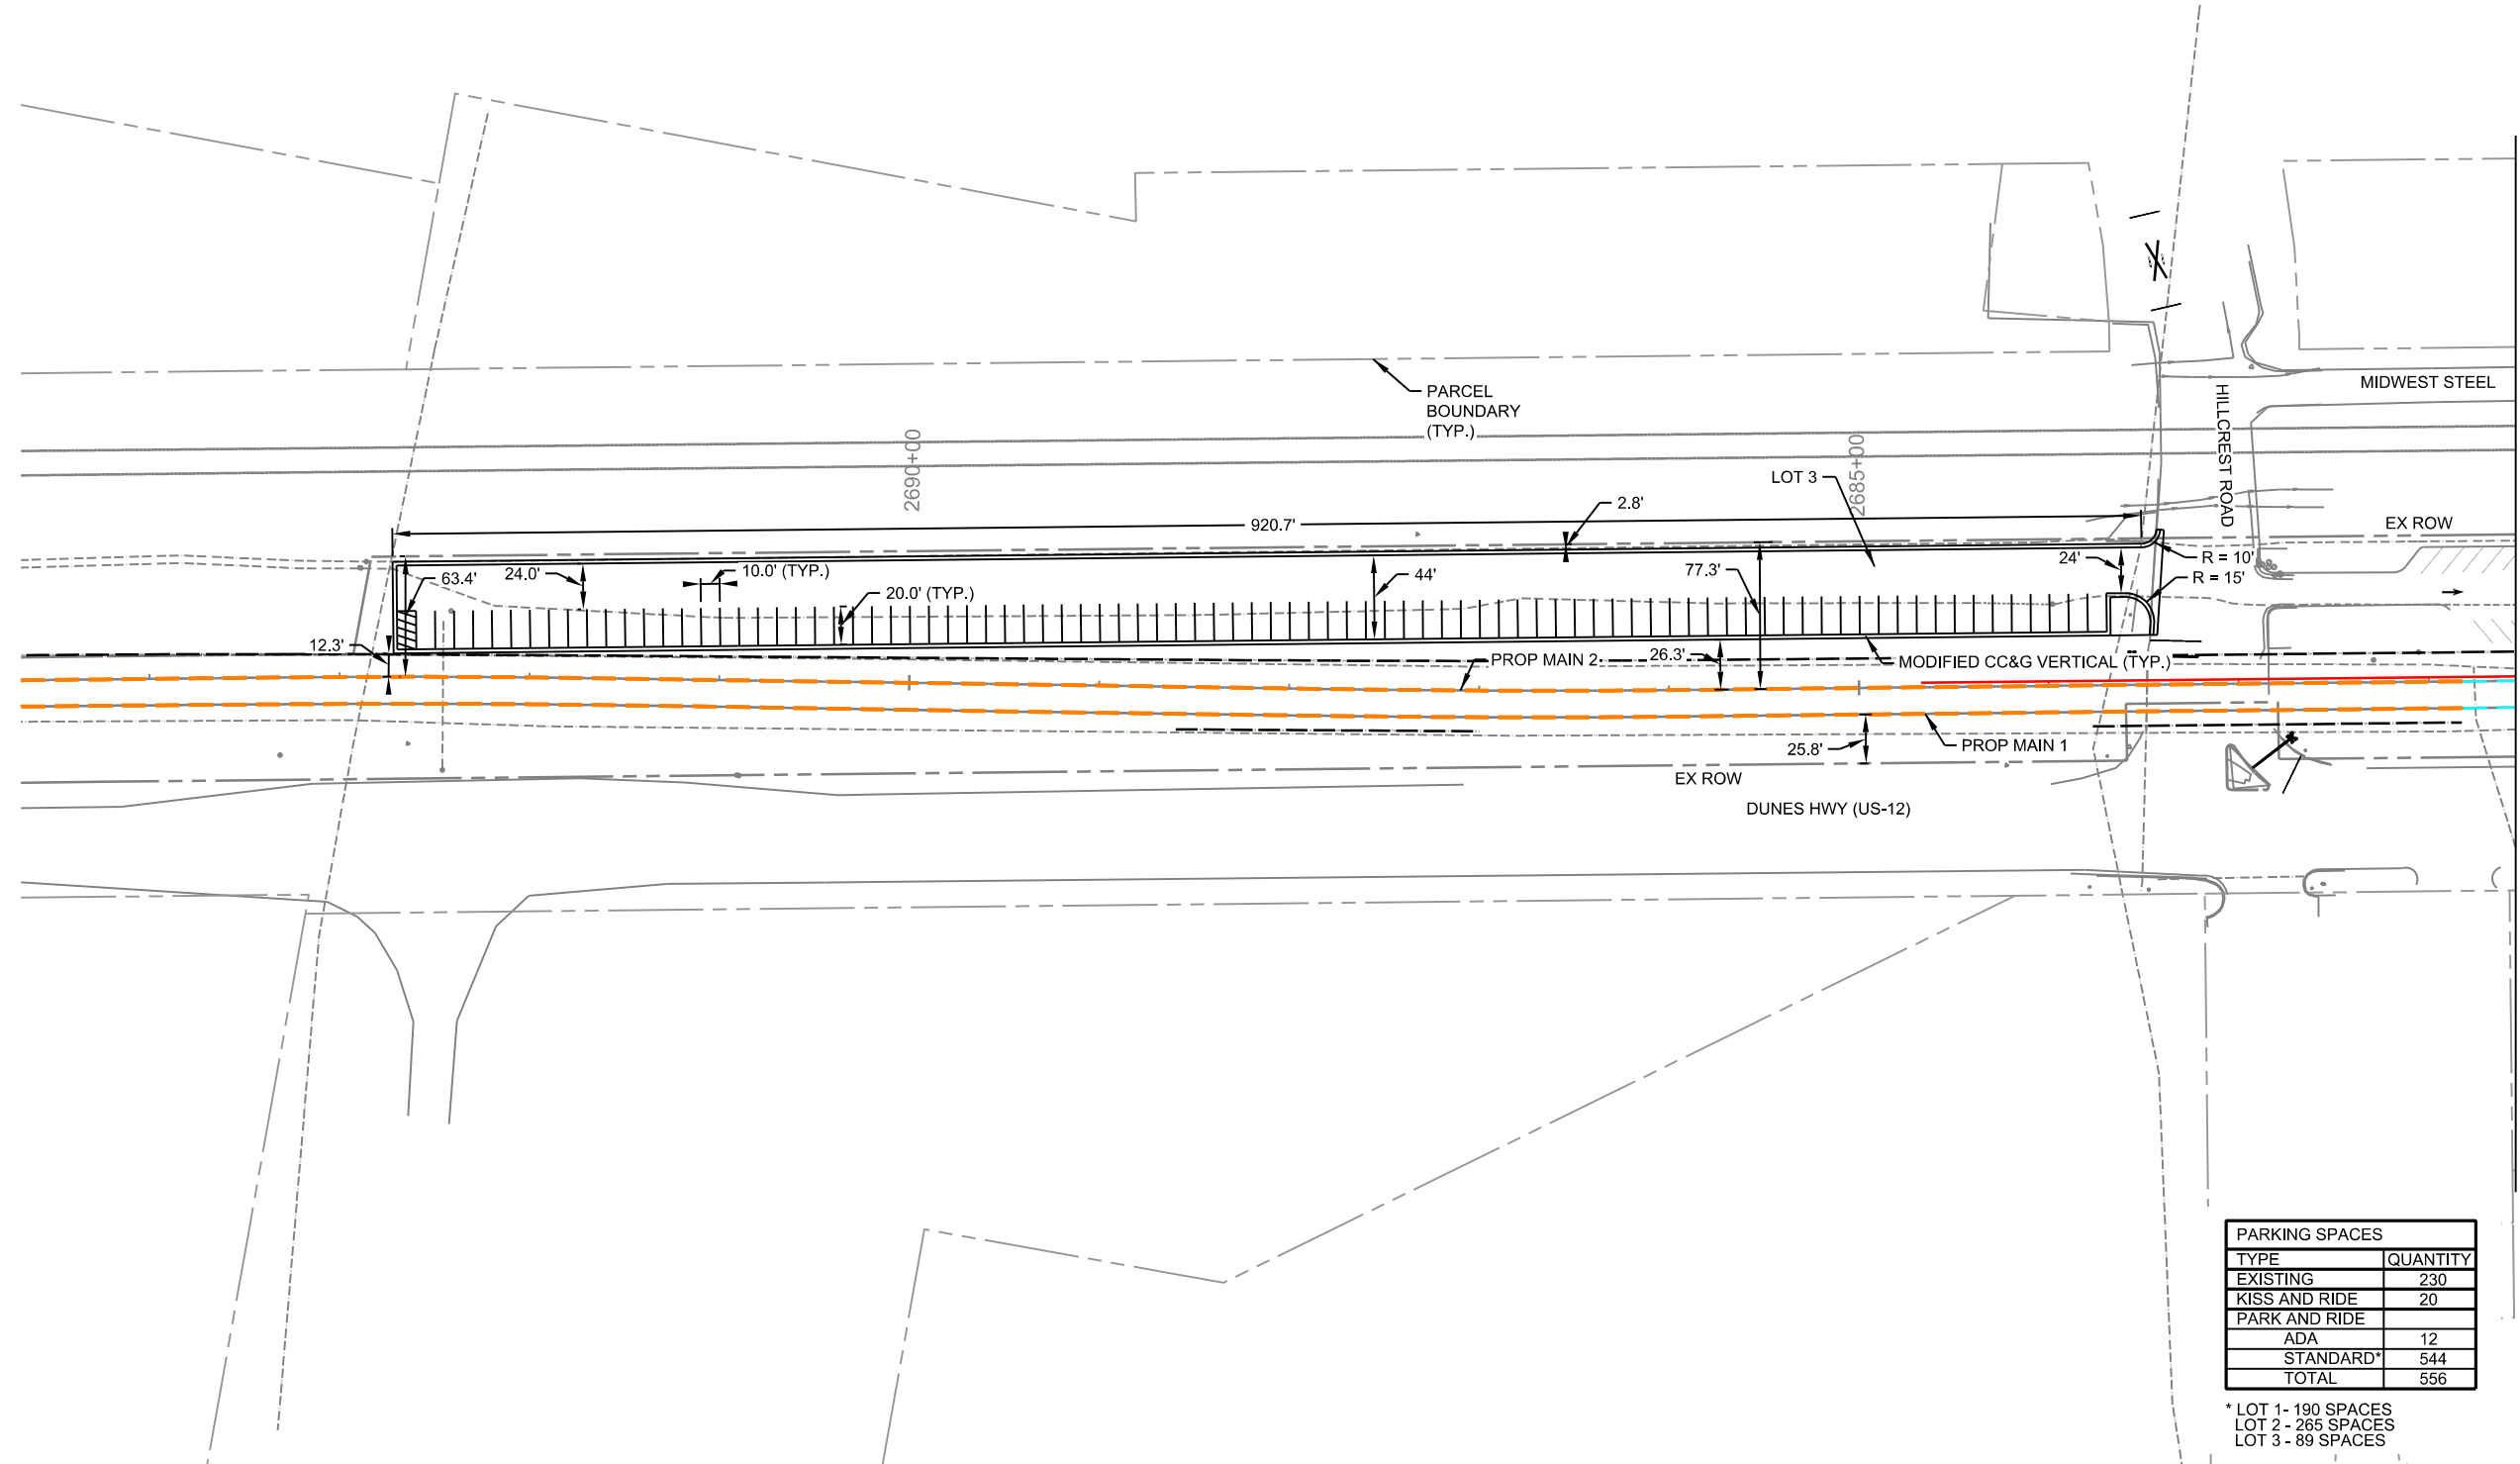 PARCEL
BOUNDARY
(TYP.)
MIDWEST STEEL
HILLCREST ROAD
2690+00
2685+00
LOT 3
2.8'
920.7'
EX ROW
R = 10'
24'
R = 15'
63.4'
24.0'
10.0' (TYP.)
20.0' (TYP.)
44'
77.3'
12.3'
PROP MAIN 2
26.3'
MODIFIED CC&G VERTICAL (TYP.)
25.8'
PROP MAIN 1
EX ROW
DUNES HWY (US-12)
PARKING SPACES
TYPE QUANTITY
EXISTING 230
KISS AND RIDE 20
PARK AND RIDE
ADA 12
STANDARD* 544
TOTAL 556
* LOT 1- 190 SPACES
LOT 2 - 265 SPACES
LOT 3 - 89 SPACES